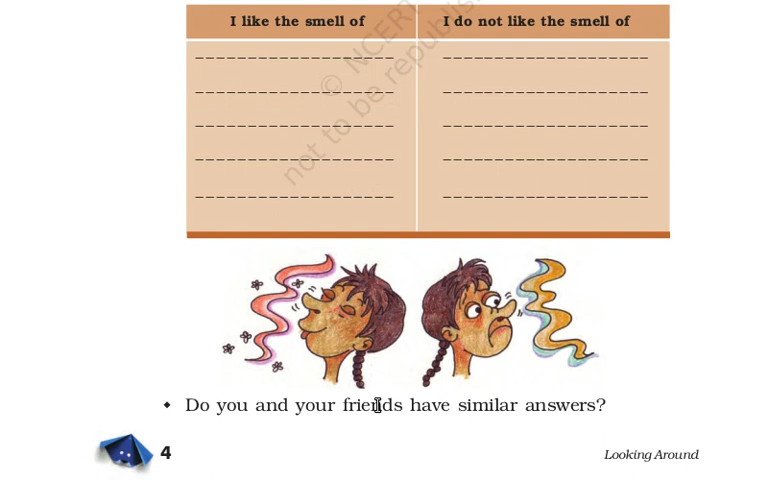 I like the smell of
I do not like the smell of
© NCERT
not to be republis
Do you and your friends have similar answers?
4
Looking Around